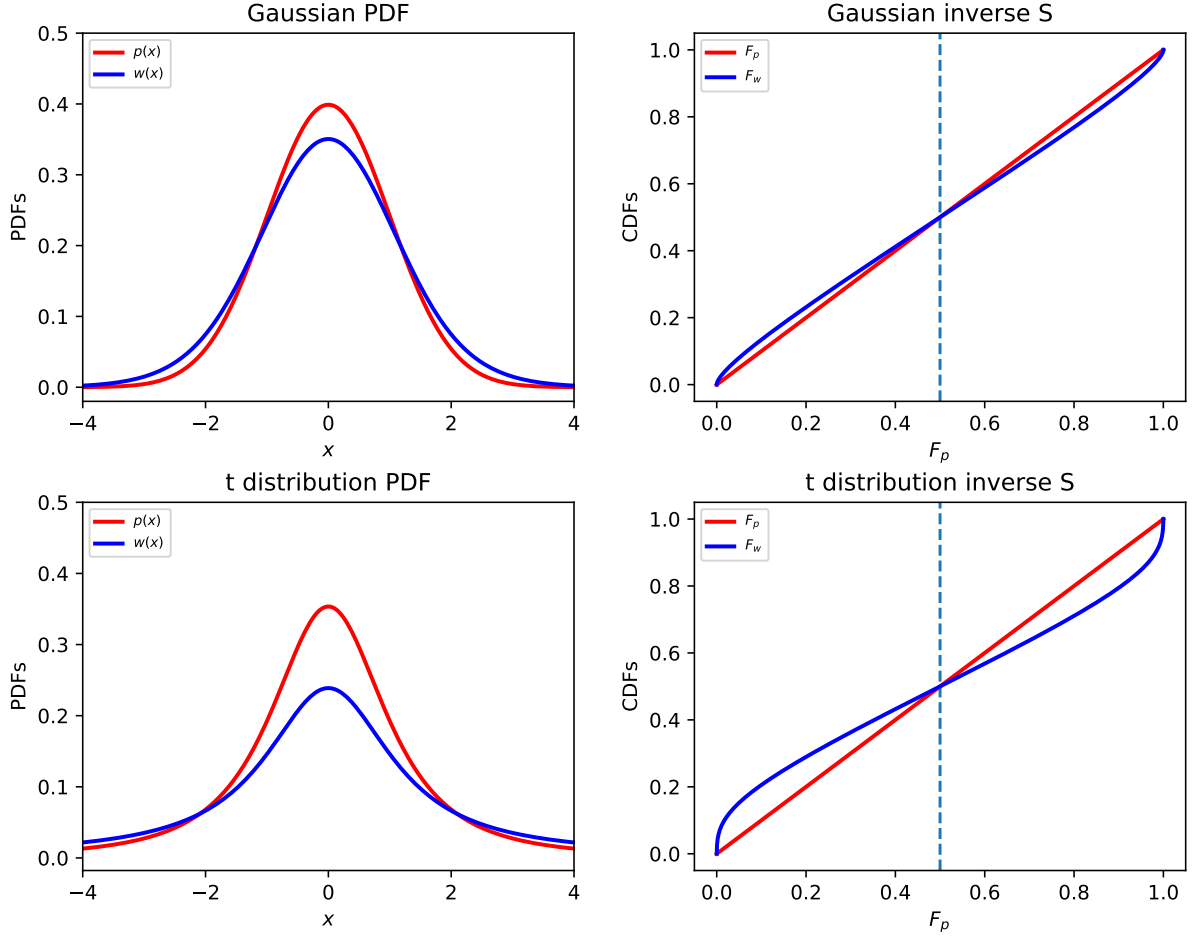 Gaussian PDF
0.5
0.4
0.3
0.2
0.1
0.0
PDFs
p(x)
w(x)
−4
−2
0
2
4
x
Gaussian inverse S
1.0
0.8
0.6
0.4
0.2
0.0
CDFs
F_p
F_w
0.0
0.2
0.4
0.6
0.8
1.0
F_p
t distribution PDF
0.5
0.4
0.3
0.2
0.1
0.0
PDFs
p(x)
w(x)
−4
−2
0
2
4
x
t distribution inverse S
1.0
0.8
0.6
0.4
0.2
0.0
CDFs
F_p
F_w
0.0
0.2
0.4
0.6
0.8
1.0
F_p